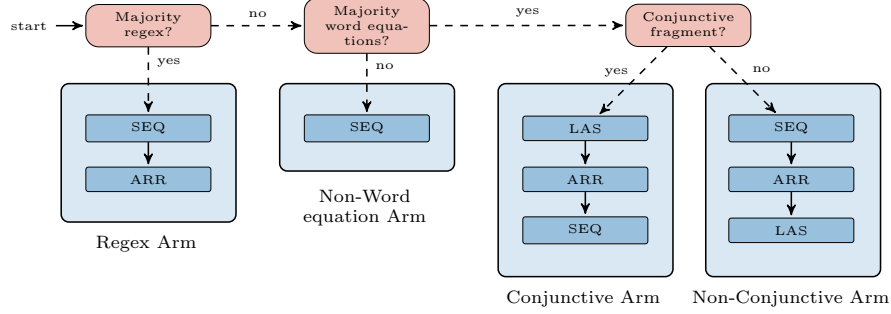 start
Majority
regex?
no
Majority
word equa-
tions?
yes
Conjunctive
fragment?
yes
no
yes
no
SEQ
ARR
Regex Arm
SEQ
Non-Word
equation Arm
LAS
ARR
SEQ
Conjunctive Arm
SEQ
ARR
LAS
Non-Conjunctive Arm